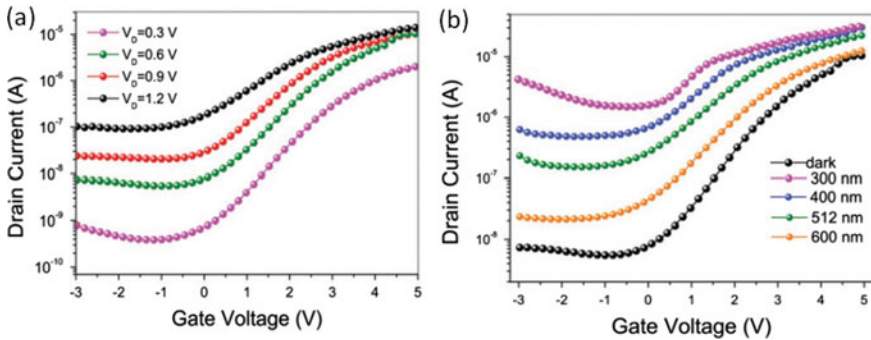 (a)
V_D=0.3 V
V_D=0.6 V
V_D=0.9 V
V_D=1.2 V
10⁻⁵
10⁻⁶
10⁻⁷
10⁻⁸
10⁻⁹
10⁻¹⁰
Drain Current (A)
-3 -2 -1 0 1 2 3 4 5
Gate Voltage (V)
(b)
10⁻⁵
10⁻⁶
10⁻⁷
10⁻⁸
Drain Current (A)
dark
300 nm
400 nm
512 nm
600 nm
-3 -2 -1 0 1 2 3 4 5
Gate Voltage (V)